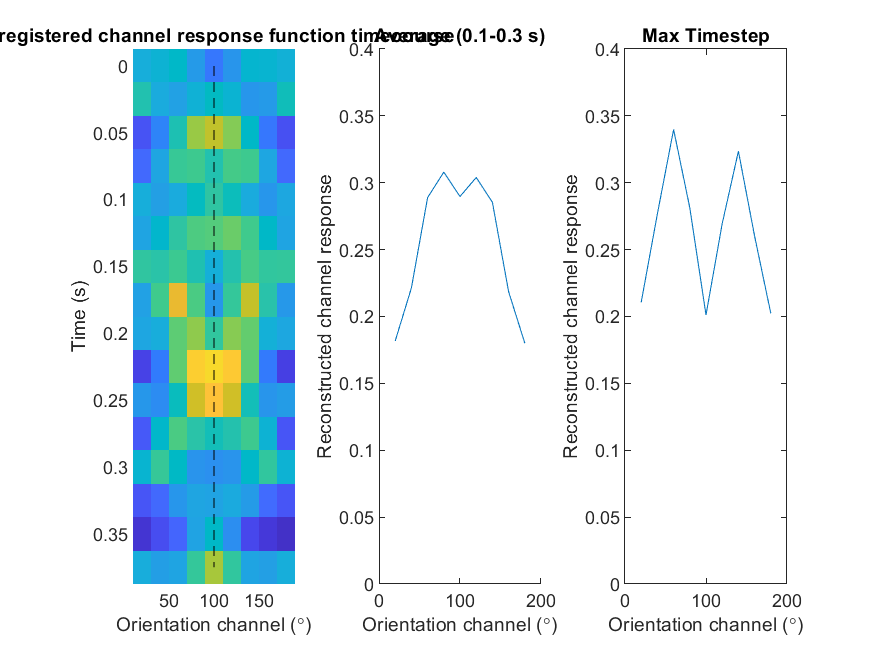 registered channel response function timecourse
Average (0.1-0.3 s)
Max Timestep
0
0.05
0.1
0.15
0.2
0.25
0.3
0.35
Time (s)
50 100 150
Orientation channel (°)
0.4
0.35
0.3
0.25
0.2
0.15
0.1
0.05
0
Reconstructed channel response
0 100 200
Orientation channel (°)
0.4
0.35
0.3
0.25
0.2
0.15
0.1
0.05
0
Reconstructed channel response
0 100 200
Orientation channel (°)